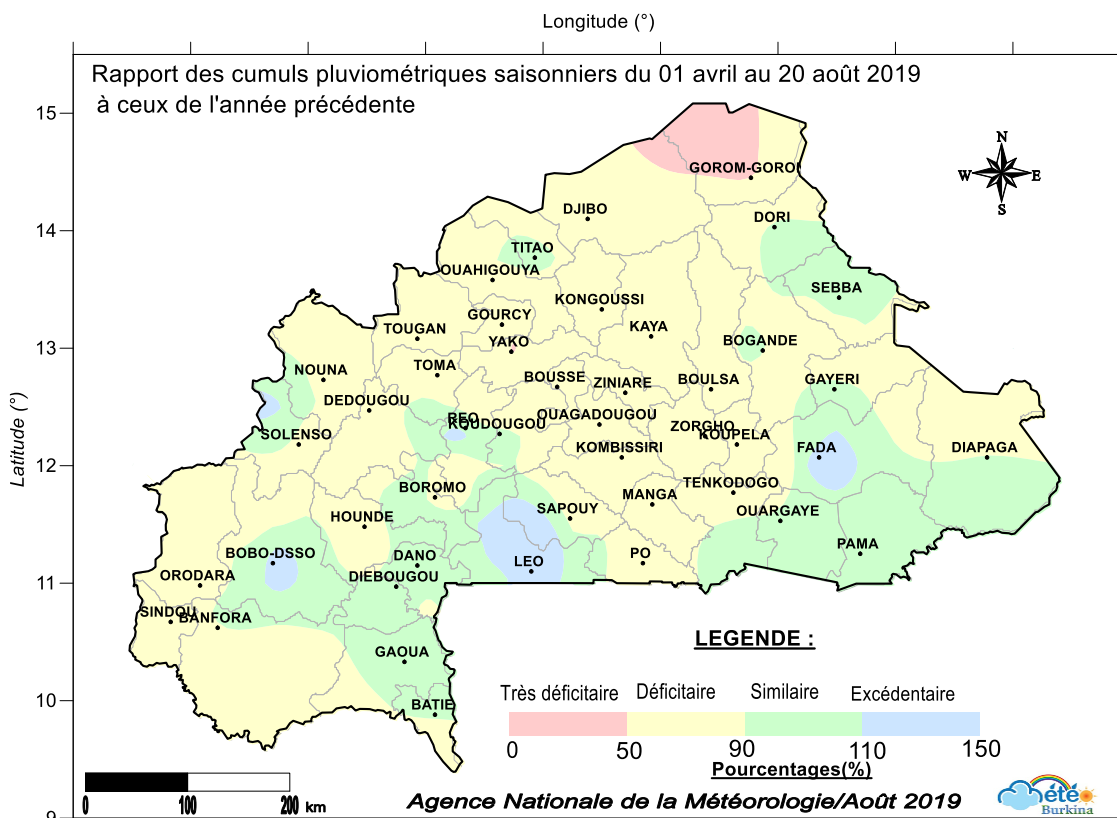 Longitude (°)
Rapport des cumuls pluviométriques saisonniers du 01 avril au 20 août 2019
à ceux de l'année précédente
15
N
W
E
S
GOROM-GOROM
DJIBO
DORI
14
TITAO
OUAHIGOUYA
SEBBA
KONGOUSSI
GOURCY
TOUGAN
KAYA
YAKO
BOGANDE
13
TOMA
NOUNA
BOUSSE
ZINIARE
BOULSA
GAYERI
DEDOUGOU
REO
KOUDOUGOU
OUAGADOUGOU
ZORGHO
KOUPELA
SOLENSO
KOMBISSIRI
FADA
DIAPAGA
12
Latitude (°)
BOROMO
TENKODOGO
MANGA
SAPOUY
OUARGAYE
HOUNDE
PAMA
BOBO-DSSO
DANO
LEO
PO
11
ORODARA
DIEBOUGOU
SINDOU
BANFORA
GAOUA
LEGENDE :
10
BATIE
Très déficitaire
Déficitaire
Similaire
Excédentaire
0
50
90
110
150
Pourcentages(%)
0
100
200
km
Agence Nationale de la Météorologie/Août 2019
météo
Burkina
9